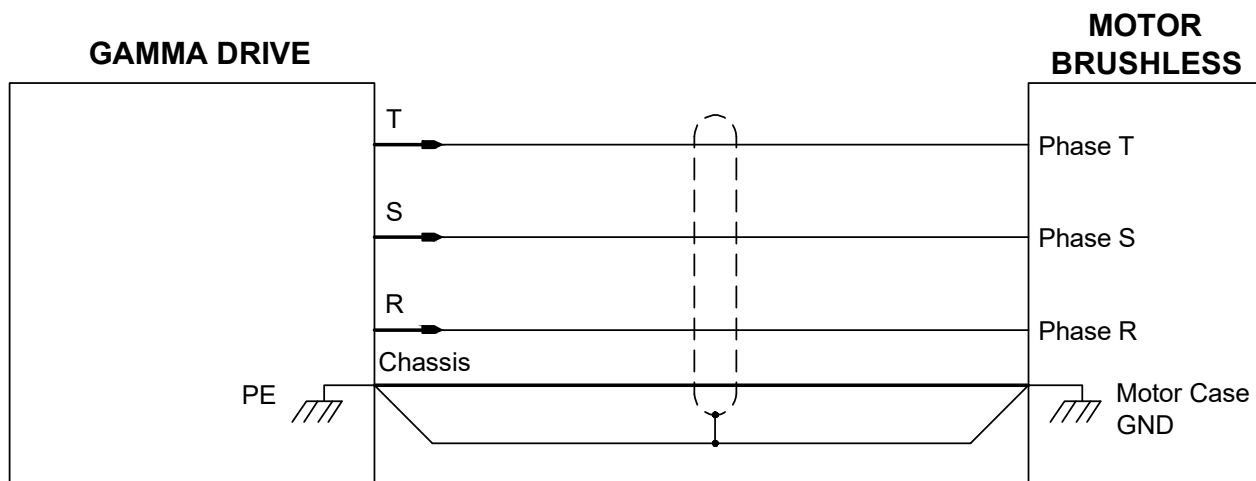 GAMMA DRIVE
MOTOR
BRUSHLESS
T
Phase T
S
Phase S
R
Phase R
Chassis
PE
Motor Case
GND